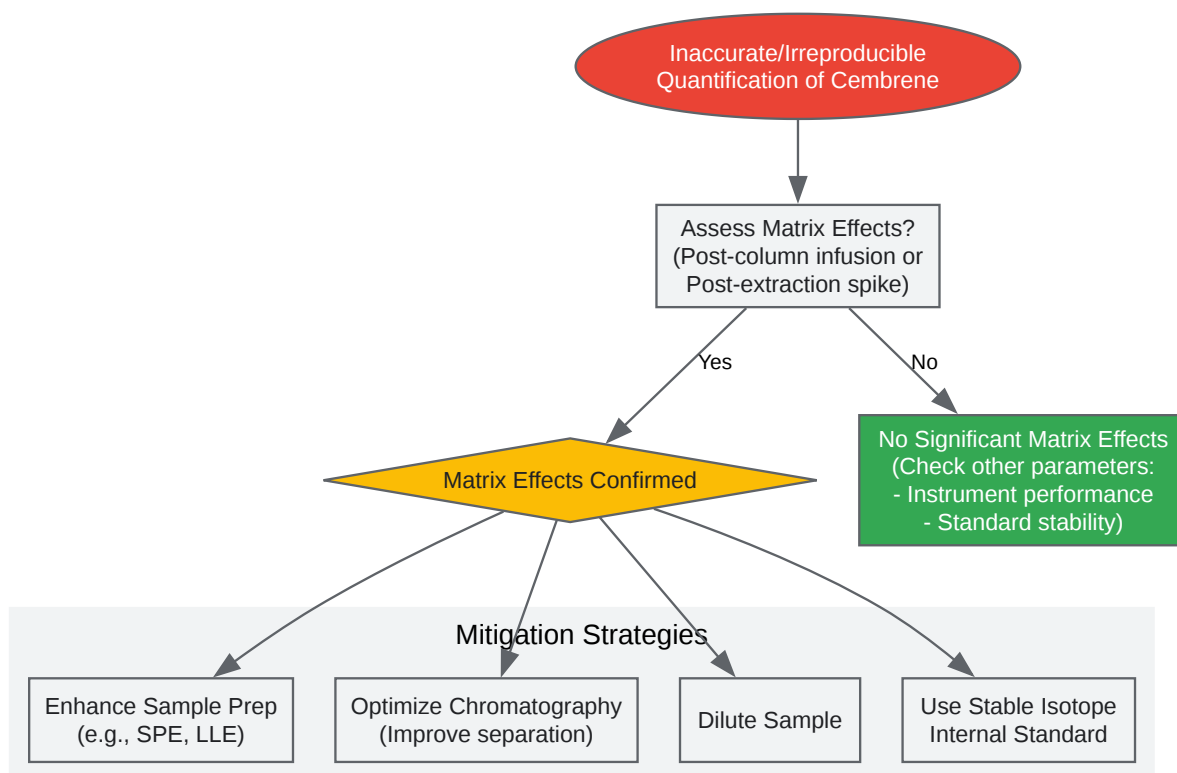 Inaccurate/Irreproducible
Quantification of Cembrene
Assess Matrix Effects?
(Post-column infusion or
Post-extraction spike)
Yes
No
No Significant Matrix Effects
(Check other parameters:
- Instrument performance
- Standard stability)
Matrix Effects Confirmed
Mitigation Strategies
Enhance Sample Prep
(e.g., SPE, LLE)
Optimize Chromatography
(Improve separation)
Dilute Sample
Use Stable Isotope
Internal Standard